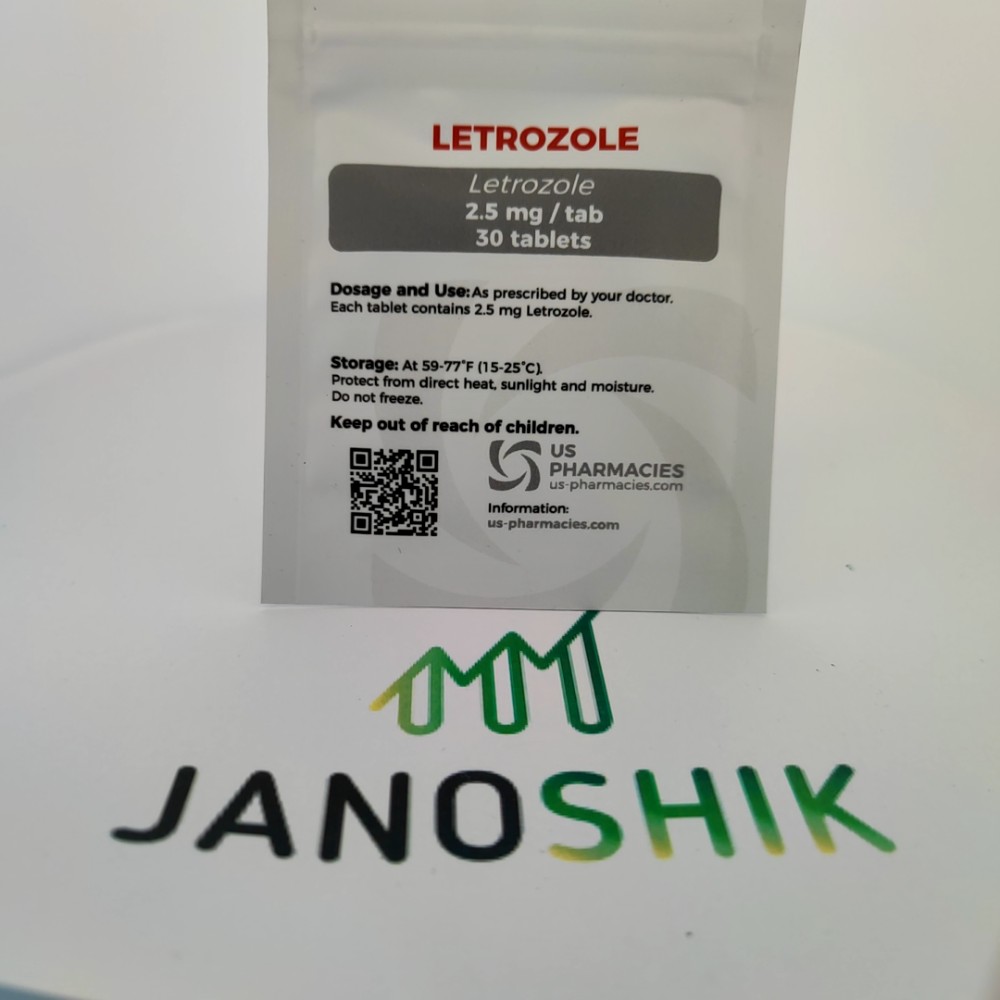 LETROZOLE
Letrozole
2.5 mg / tab
30 tablets
Dosage and Use: As prescribed by your doctor.
Each tablet contains 2.5 mg Letrozole.
Storage: At 59-77°F (15-25°C).
Protect from direct heat, sunlight and moisture.
Do not freeze.
Keep out of reach of children.
US
PHARMACIES
us-pharmacies.com
Information:
us-pharmacies.com
JANOSHIK